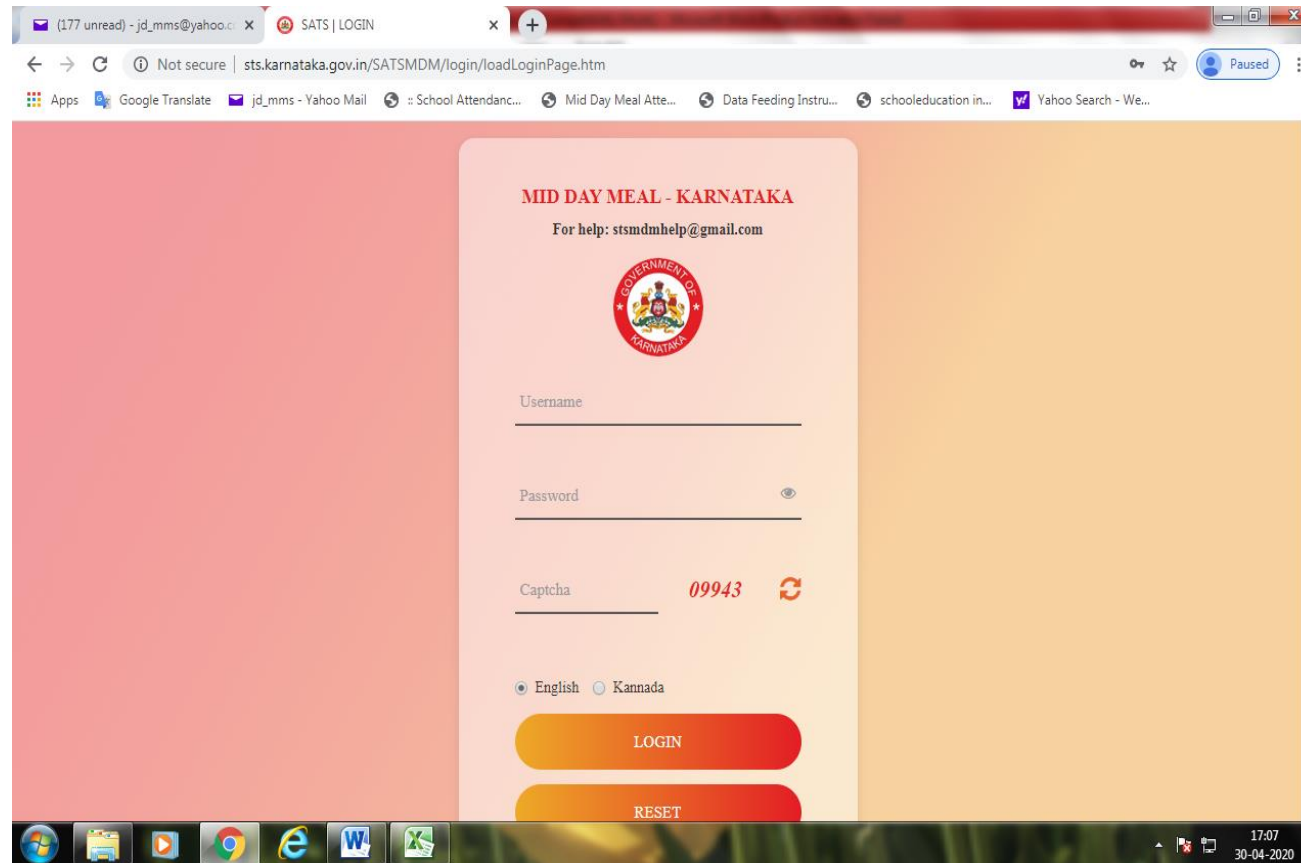 (177 unread) - jd_mms@yahoo.c
SATS | LOGIN
Not secure | sts.karnataka.gov.in/SATSMDM/login/loadLoginPage.htm
Paused
Apps Google Translate jd_mms - Yahoo Mail :: School Attendanc... Mid Day Meal Atte... Data Feeding Instru... schooleducation in... Yahoo Search - We...
MID DAY MEAL - KARNATAKA
For help: stsmdmhelp@gmail.com
GOVERNMENT OF
KARNATAKA
Username
Password
Captcha 09943
English Kannada
LOGIN
RESET
17:07
30-04-2020